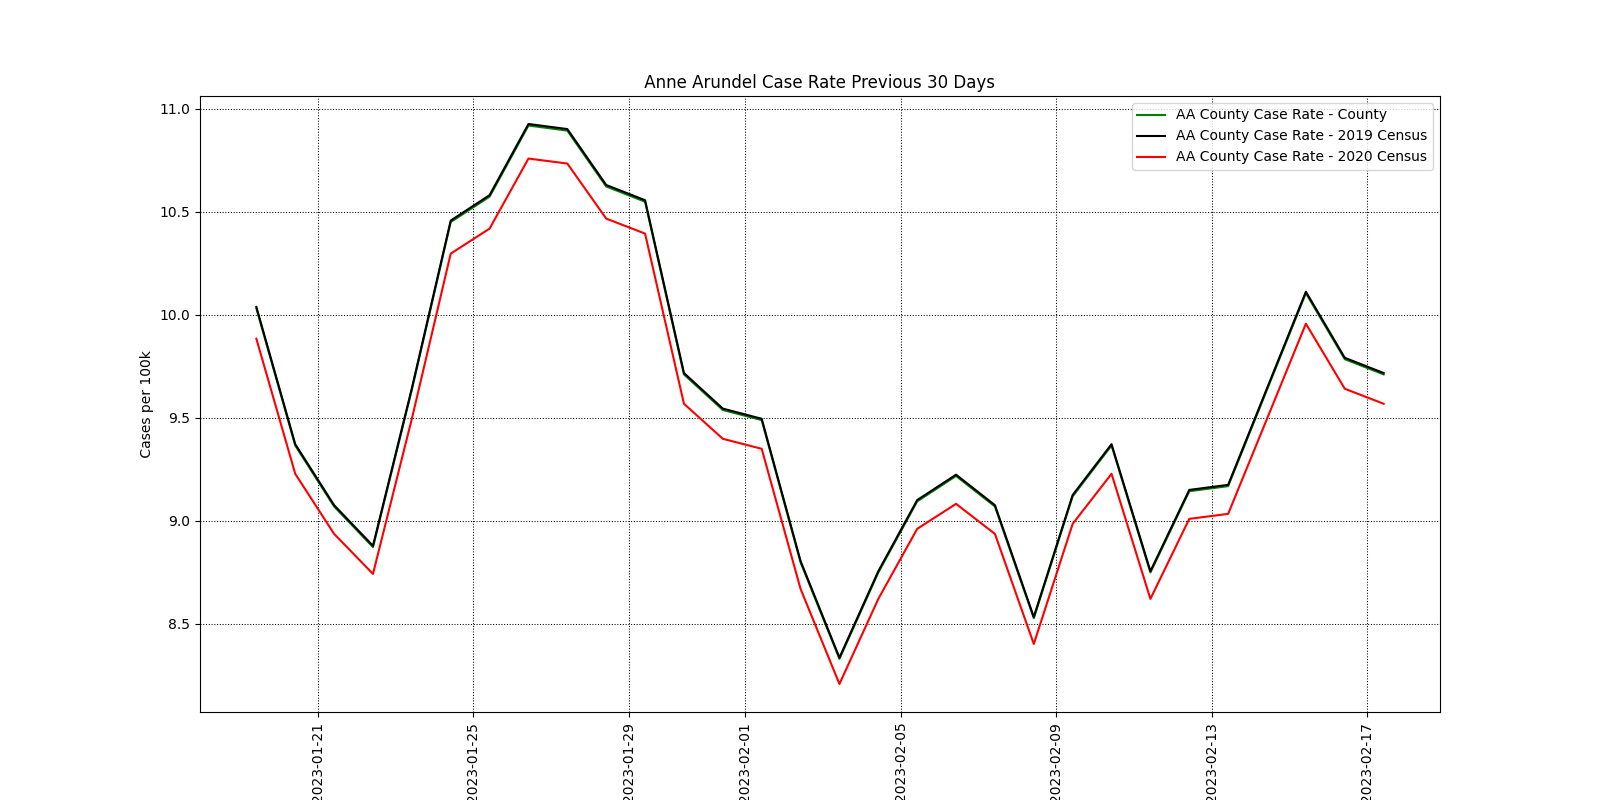 Anne Arundel Case Rate Previous 30 Days
AA County Case Rate - County
AA County Case Rate - 2019 Census
AA County Case Rate - 2020 Census
Cases per 100k
11.0
10.5
10.0
9.5
9.0
8.5
2023-01-21
2023-01-25
2023-01-29
2023-02-01
2023-02-05
2023-02-09
2023-02-13
2023-02-17